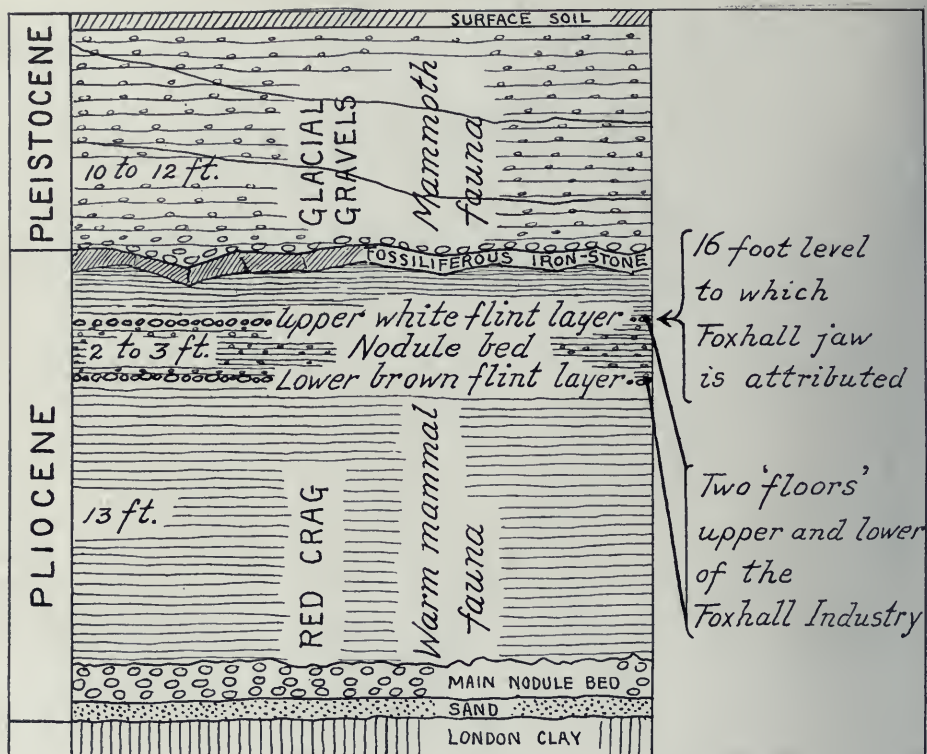 SURFACE SOIL
PLEISTOCENE
10 to 12 ft.
GLACIAL
GRAVELS
Mammoth
fauna
FOSSILIFEROUS IRON-STONE
Upper white flint layer
2 to 3 ft. Nodule bed
Lower brown flint layer
16 foot level
to which
Foxhall jaw
is attributed
PLIOCENE
13 ft.
RED CRAG
Warm mammal
fauna
Two 'floors'
upper and lower
of the
Foxhall Industry
MAIN NODULE BED
SAND
LONDON CLAY